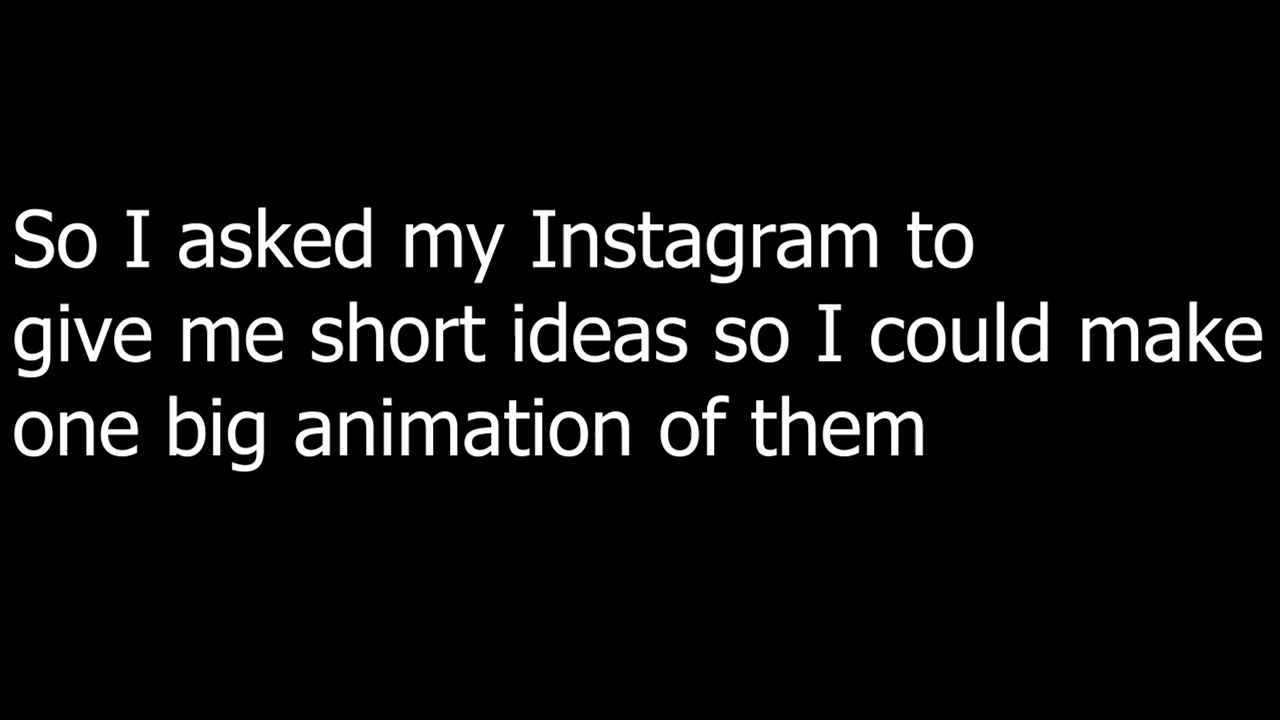 So I asked my Instagram to
give me short ideas so I could make
one big animation of them